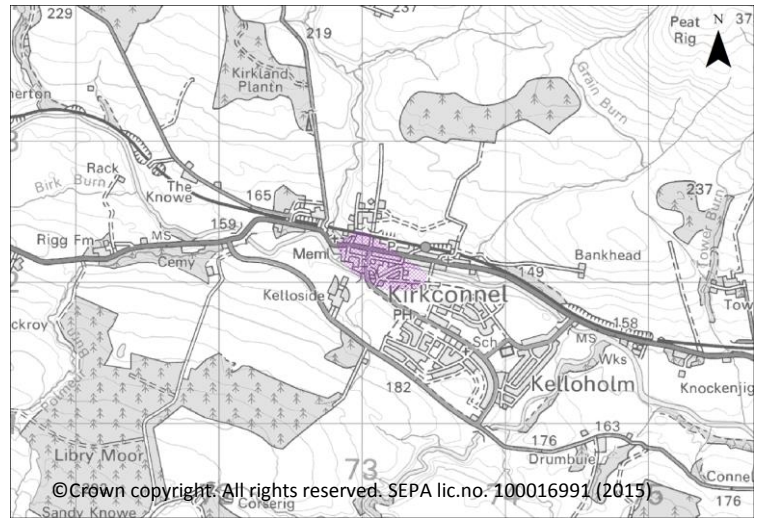 229
237
219
Peat
Rig
N
37
Kirkland
Plantn
Grain Burn
nerton
3
Rack
Birk Burn
The
Knowe
165
237
Tower Burn
159
MS
Rigg Fm
Cemy
Meml
P
Bankhead
149
2
Kelloside
Kirkconnel
PH
Tow
ckroy
158
Sch
MS
Wks
Kelloholm
Knockenjig
182
Libry Moor
176
163
Drumbuie
73
Connel
176
©Crown copyright. All rights reserved. SEPA lic.no. 100016991 (2015)
Sandy Knowe
Corserig